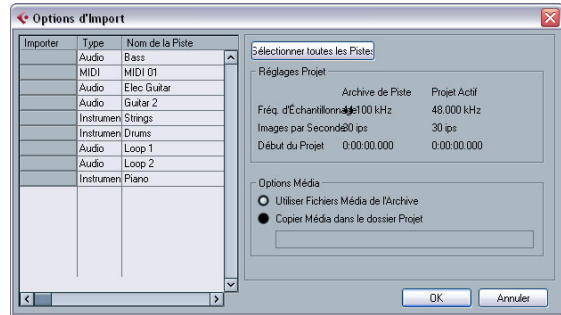 Options d'Import
Importer Type Nom de la Piste
Audio Bass
MIDI MIDI 01
Audio Elec Guitar
Audio Guitar 2
Instrumen Strings
Instrumen Drums
Audio Loop 1
Audio Loop 2
Instrumen Piano
Sélectionner toutes les Pistes
Réglages Projet
Archive de Piste Projet Actif
Fréq. d'Échantillonnage 100 kHz 48.000 kHz
Images par Seconde 30 ips 30 ips
Début du Projet 0:00:00.000 0:00:00.000
Options Média
Utiliser Fichiers Média de l'Archive
Copier Média dans le dossier Projet
OK Annuler